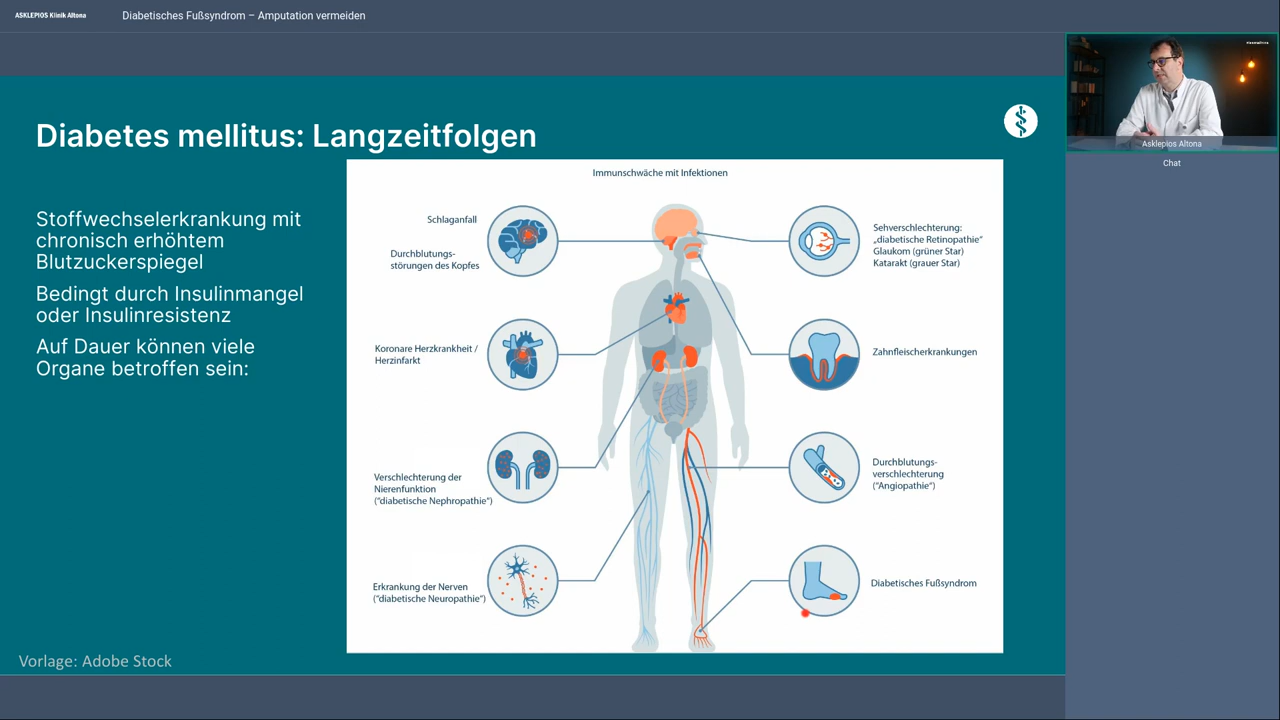 ASKLEPIOS Klinik Altona
Diabetisches Fußsyndrom – Amputation vermeiden
Diabetes mellitus: Langzeitfolgen
Stoffwechselerkrankung mit
chronisch erhöhtem
Blutzuckerspiegel
Bedingt durch Insulinmangel
oder Insulinresistenz
Auf Dauer können viele
Organe betroffen sein:
Immunschwäche mit Infektionen
Schlaganfall
Durchblutungs-
störungen des Kopfes
Koronare Herzkrankheit /
Herzinfarkt
Verschlechterung der
Nierenfunktion
("diabetische Nephropathie")
Erkrankung der Nerven
("diabetische Neuropathie")
Sehverschlechterung:
„diabetische Retinopathie“
Glaukom (grüner Star)
Katarakt (grauer Star)
Zahnfleischerkrankungen
Durchblutungs-
verschlechterung
("Angiopathie")
Diabetisches Fußsyndrom
Vorlage: Adobe Stock
Asklepios Altona
Chat